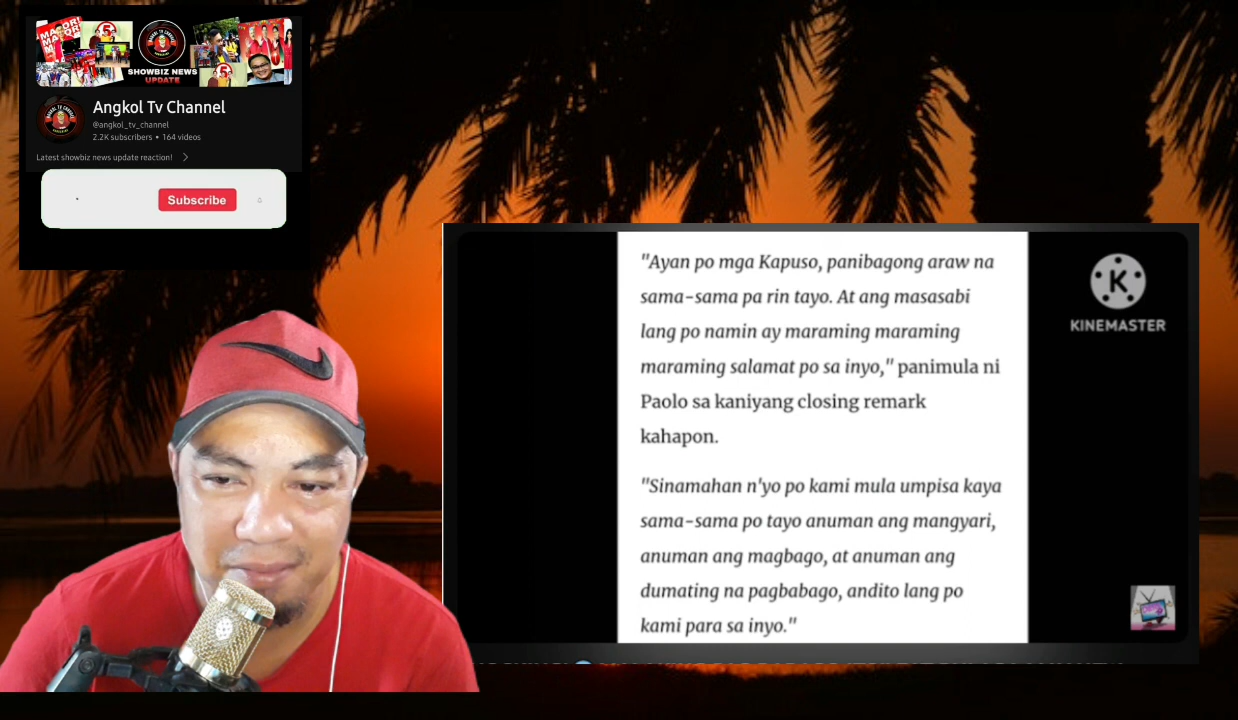 SHOWBIZ NEWS
UPDATE
Angkol Tv Channel
@angkol_tv_channel
2.2K subscribers • 164 videos
Latest showbiz news update reaction!
Subscribe
"Ayan po mga Kapuso, panibagong araw na
sama-sama pa rin tayo. At ang masasabi
lang po namin ay maraming maraming
maraming salamat po sa inyo," panimula ni
Paolo sa kaniyang closing remark
kahapon.
"Sinamahan n'yo po kami mula umpisa kaya
sama-sama po tayo anuman ang mangyari,
anuman ang magbago, at anuman ang
dumating na pagbabago, andito lang po
kami para sa inyo."
K
KINEMASTER